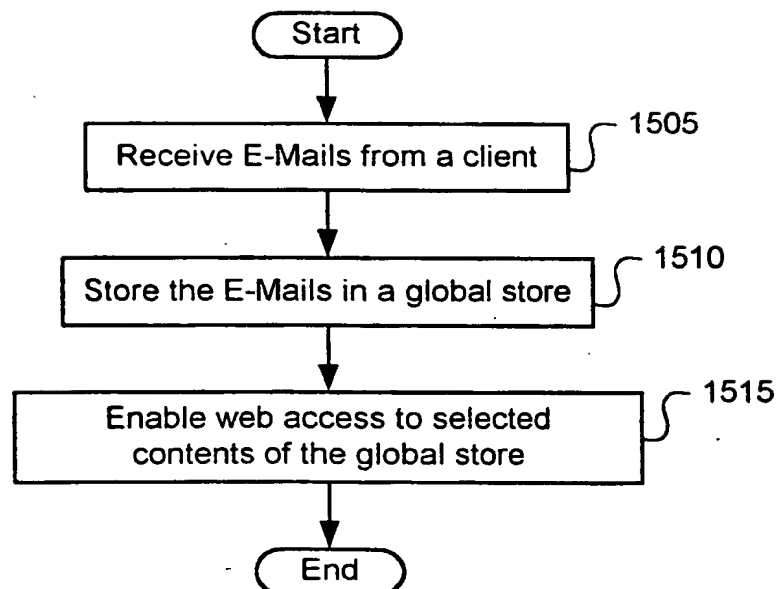 Start
Receive E-Mails from a client
1505
Store the E-Mails in a global store
1510
Enable web access to selected
contents of the global store
1515
End